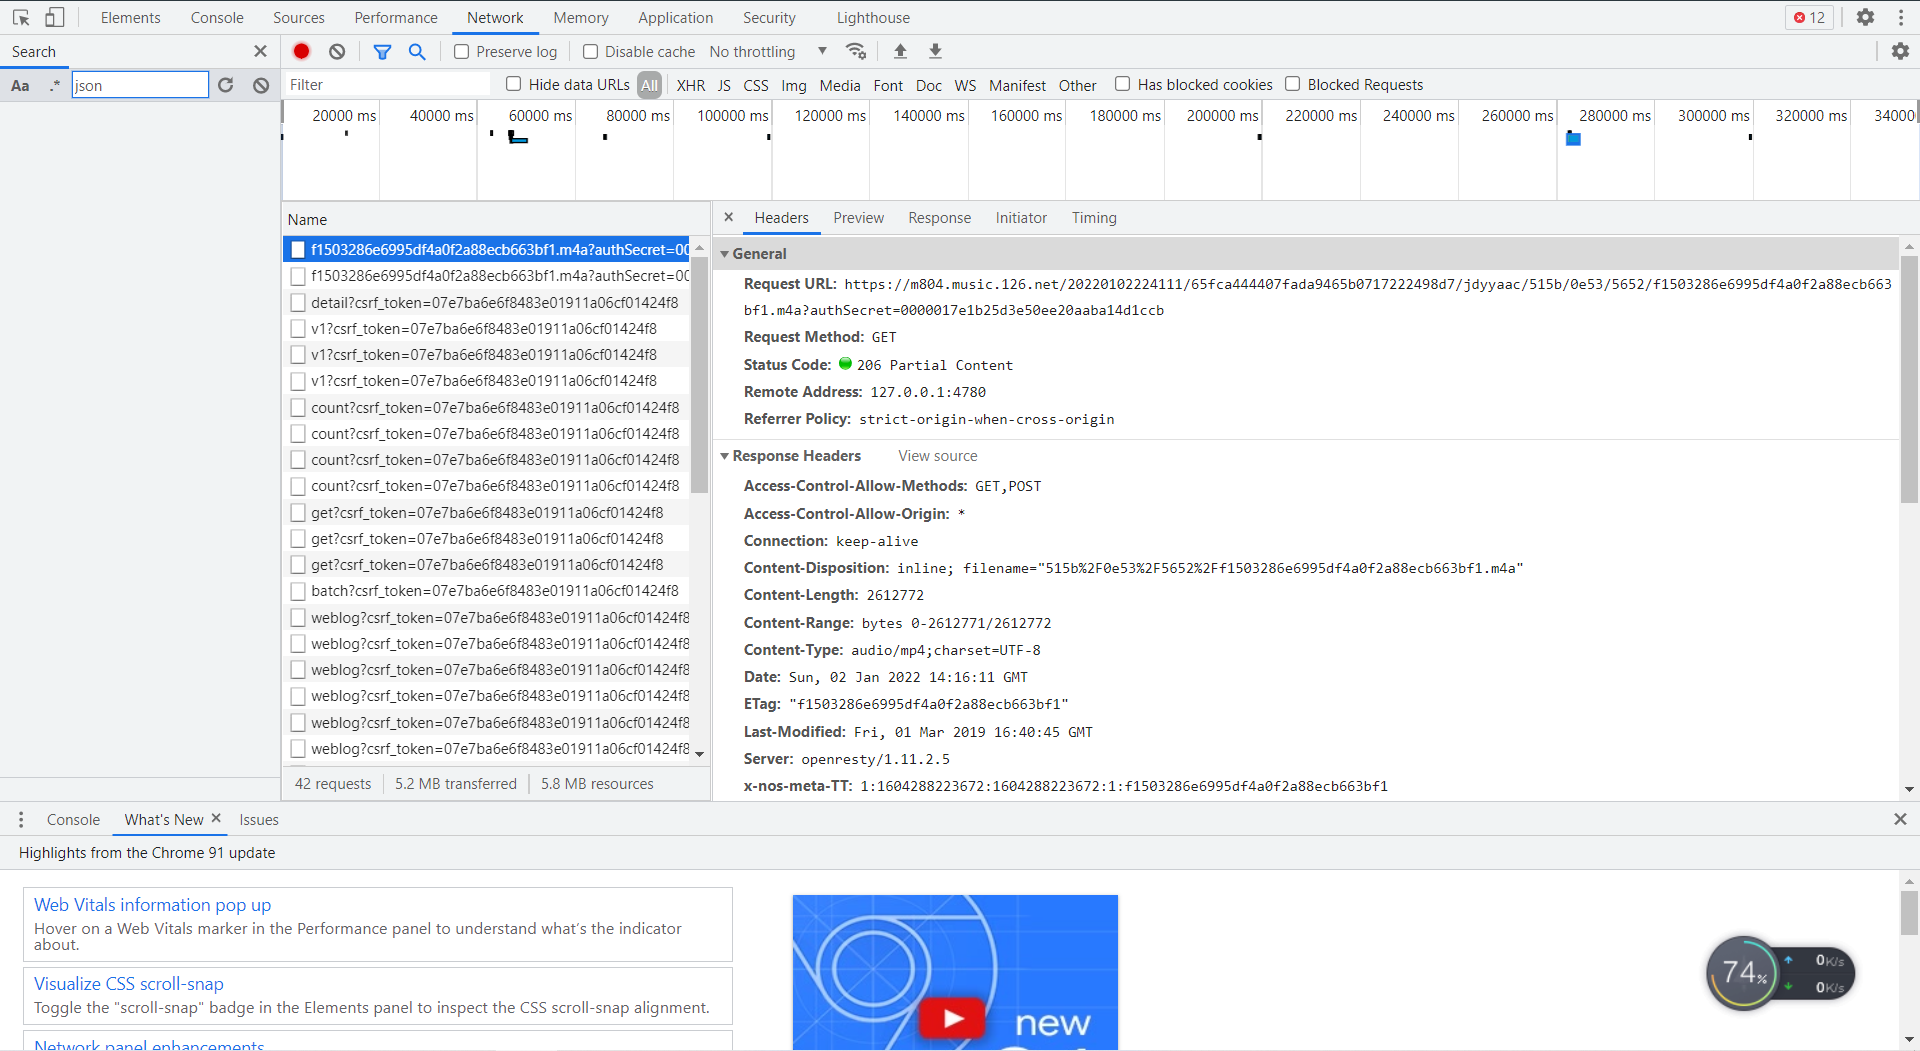 Elements Console Sources Performance Network Memory Application Security Lighthouse 12
Search
Preserve log Disable cache No throttling
Aa .* json
Filter Hide data URLs All XHR JS CSS Img Media Font Doc WS Manifest Other Has blocked cookies Blocked Requests
20000 ms 40000 ms 60000 ms 80000 ms 100000 ms 120000 ms 140000 ms 160000 ms 180000 ms 200000 ms 220000 ms 240000 ms 260000 ms 280000 ms 300000 ms 320000 ms 34000
Name
f1503286e6995df4a0f2a88ecb663bf1.m4a?authSecret=00
f1503286e6995df4a0f2a88ecb663bf1.m4a?authSecret=00
detail?csrf_token=07e7ba6e6f8483e01911a06cf01424f8
v1?csrf_token=07e7ba6e6f8483e01911a06cf01424f8
v1?csrf_token=07e7ba6e6f8483e01911a06cf01424f8
v1?csrf_token=07e7ba6e6f8483e01911a06cf01424f8
count?csrf_token=07e7ba6e6f8483e01911a06cf01424f8
count?csrf_token=07e7ba6e6f8483e01911a06cf01424f8
count?csrf_token=07e7ba6e6f8483e01911a06cf01424f8
count?csrf_token=07e7ba6e6f8483e01911a06cf01424f8
get?csrf_token=07e7ba6e6f8483e01911a06cf01424f8
get?csrf_token=07e7ba6e6f8483e01911a06cf01424f8
get?csrf_token=07e7ba6e6f8483e01911a06cf01424f8
batch?csrf_token=07e7ba6e6f8483e01911a06cf01424f8
weblog?csrf_token=07e7ba6e6f8483e01911a06cf01424f8
weblog?csrf_token=07e7ba6e6f8483e01911a06cf01424f8
weblog?csrf_token=07e7ba6e6f8483e01911a06cf01424f8
weblog?csrf_token=07e7ba6e6f8483e01911a06cf01424f8
weblog?csrf_token=07e7ba6e6f8483e01911a06cf01424f8
weblog?csrf_token=07e7ba6e6f8483e01911a06cf01424f8
42 requests 5.2 MB transferred 5.8 MB resources
Headers Preview Response Initiator Timing
General
Request URL: https://m804.music.126.net/20220102224111/65fca444407fada9465b0717222498d7/jdyyaac/515b/0e53/5652/f1503286e6995df4a0f2a88ecb663
bf1.m4a?authSecret=0000017e1b25d3e50ee20aaba14d1ccb
Request Method: GET
Status Code: 206 Partial Content
Remote Address: 127.0.0.1:4780
Referrer Policy: strict-origin-when-cross-origin
Response Headers View source
Access-Control-Allow-Methods: GET,POST
Access-Control-Allow-Origin: *
Connection: keep-alive
Content-Disposition: inline; filename="515b%2F0e53%2F5652%2Ff1503286e6995df4a0f2a88ecb663bf1.m4a"
Content-Length: 2612772
Content-Range: bytes 0-2612771/2612772
Content-Type: audio/mp4;charset=UTF-8
Date: Sun, 02 Jan 2022 14:16:11 GMT
ETag: "f1503286e6995df4a0f2a88ecb663bf1"
Last-Modified: Fri, 01 Mar 2019 16:40:45 GMT
Server: openresty/1.11.2.5
x-nos-meta-TT: 1:1604288223672:1604288223672:1:f1503286e6995df4a0f2a88ecb663bf1
Console What's New Issues
Highlights from the Chrome 91 update
Web Vitals information pop up
Hover on a Web Vitals marker in the Performance panel to understand what's the indicator
about.
Visualize CSS scroll-snap
Toggle the "scroll-snap" badge in the Elements panel to inspect the CSS scroll-snap alignment.
Network panel enhancements
new
74%
0K/s
0K/s